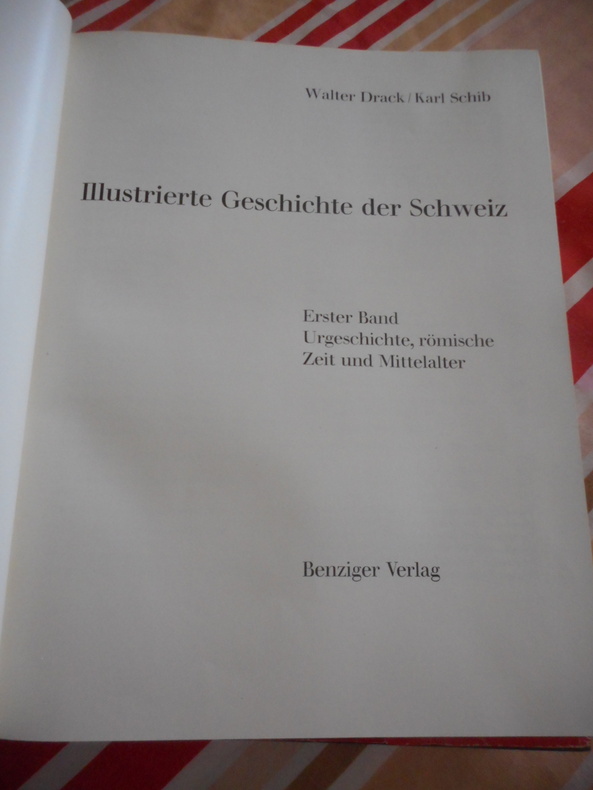 Walter Drack/Karl Schib
Illustrierte Geschichte der Schweiz
Erster Band
Urgeschichte, römische
Zeit und Mittelalter
Benziger Verlag